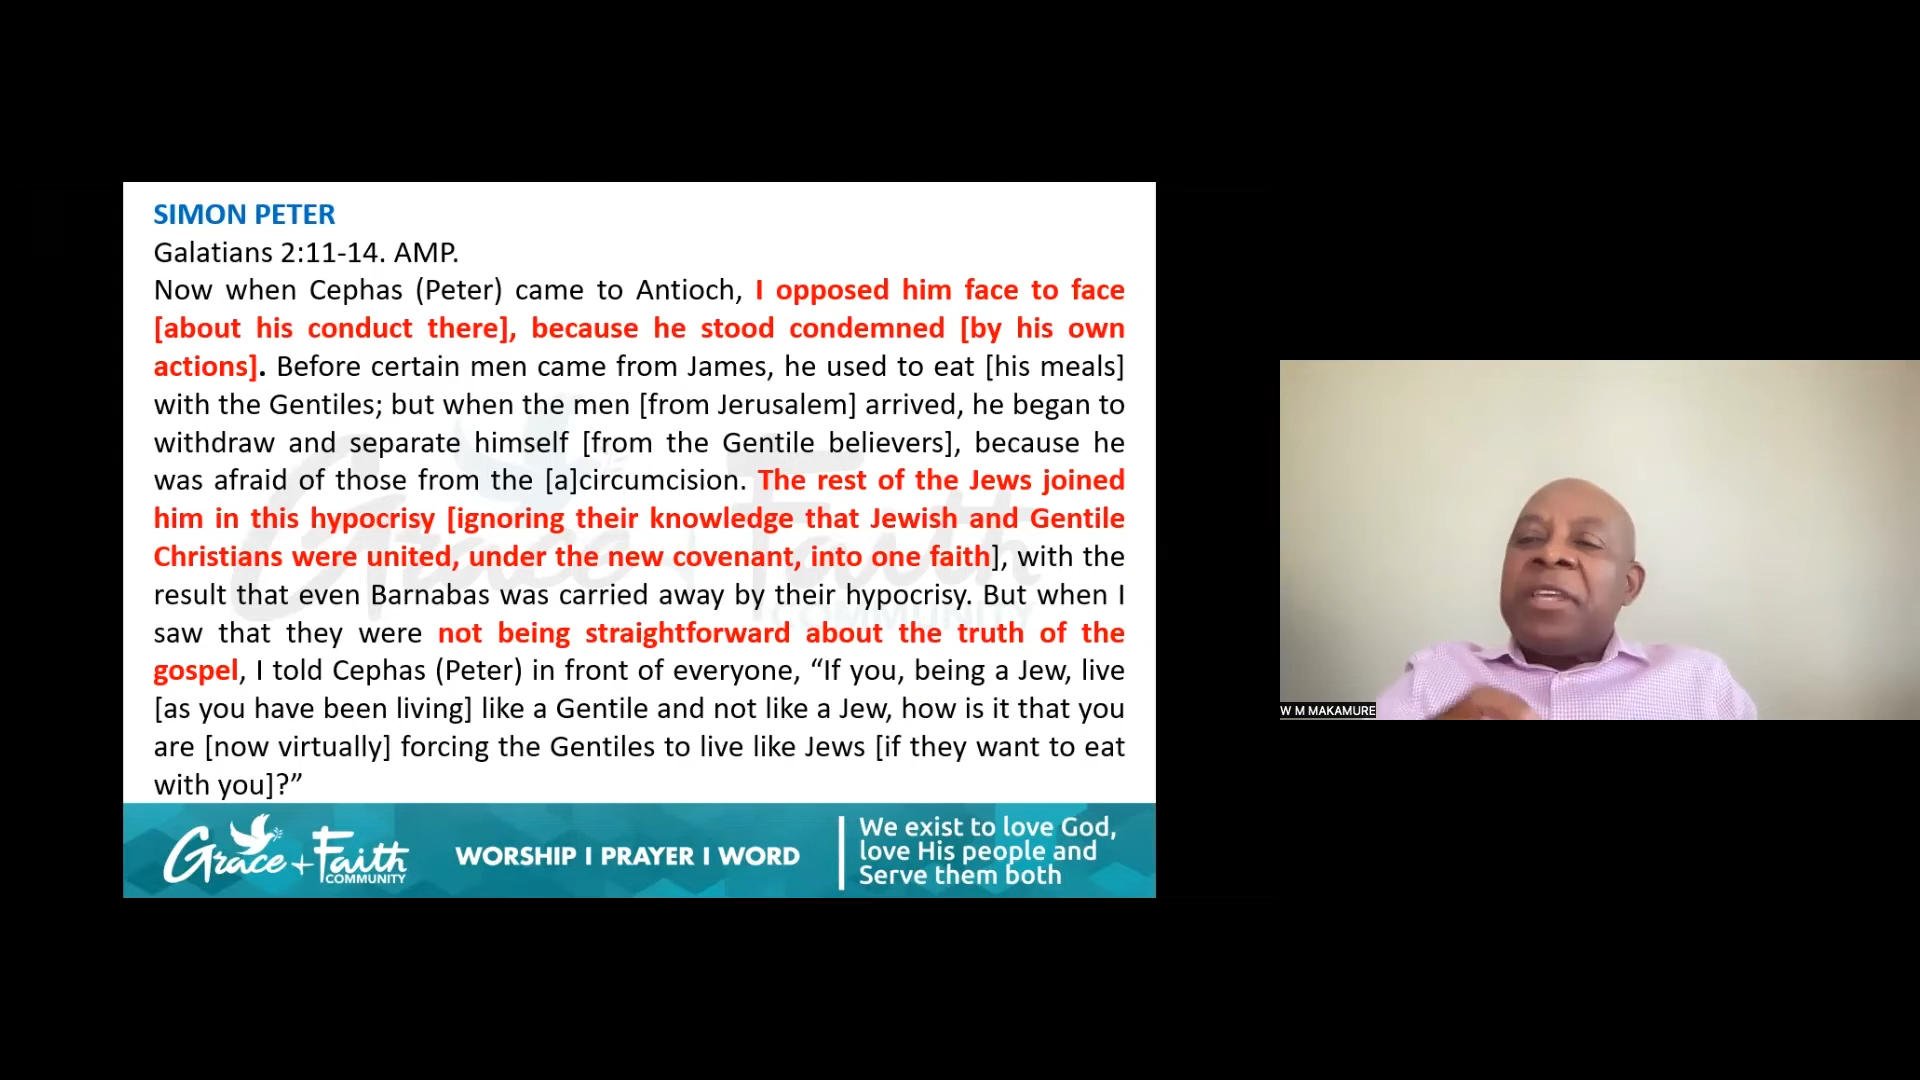 SIMON PETER
Galatians 2:11-14. AMP.
Now when Cephas (Peter) came to Antioch, I opposed him face to face
[about his conduct there], because he stood condemned [by his own
actions]. Before certain men came from James, he used to eat [his meals]
with the Gentiles; but when the men [from Jerusalem] arrived, he began to
withdraw and separate himself [from the Gentile believers], because he
was afraid of those from the [a]circumcision. The rest of the Jews joined
him in this hypocrisy [ignoring their knowledge that Jewish and Gentile
Christians were united, under the new covenant, into one faith], with the
result that even Barnabas was carried away by their hypocrisy. But when I
saw that they were not being straightforward about the truth of the
gospel, I told Cephas (Peter) in front of everyone, “If you, being a Jew, live
[as you have been living] like a Gentile and not like a Jew, how is it that you
are [now virtually] forcing the Gentiles to live like Jews [if they want to eat
with you]?”
Grace + Faith
COMMUNITY
WORSHIP I PRAYER I WORD
We exist to love God,
love His people and
Serve them both
W M MAKAMURE